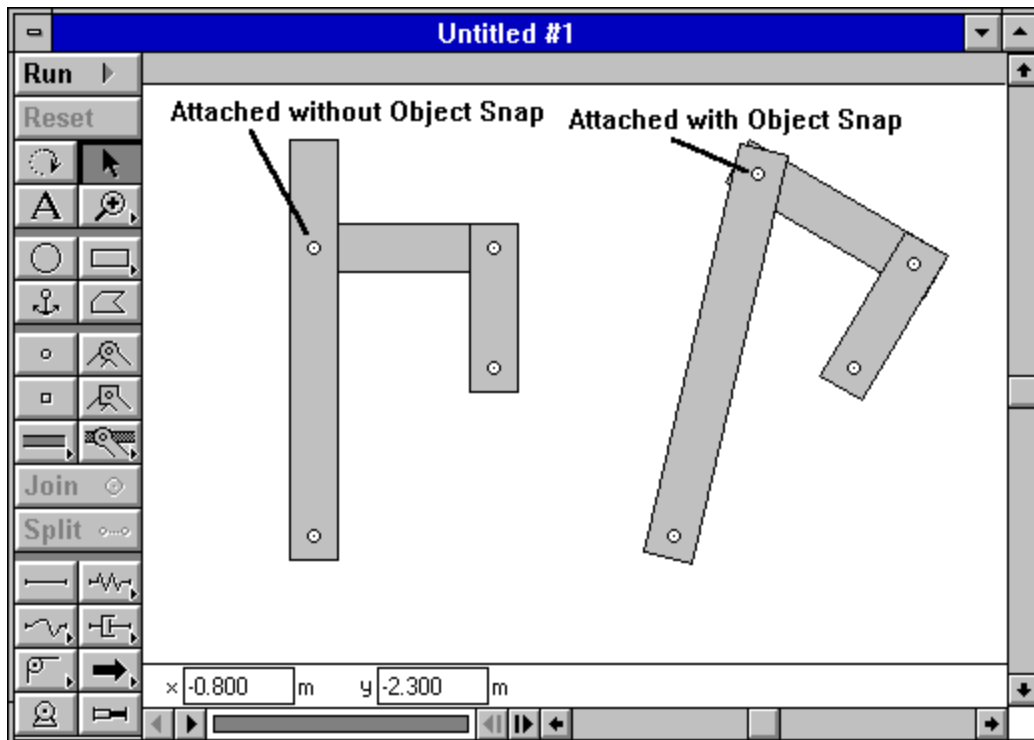 Untitled #1
Run
Reset
Attached without Object Snap
Attached with Object Snap
A
Join
Split
x -0.800 m y -2.300 m